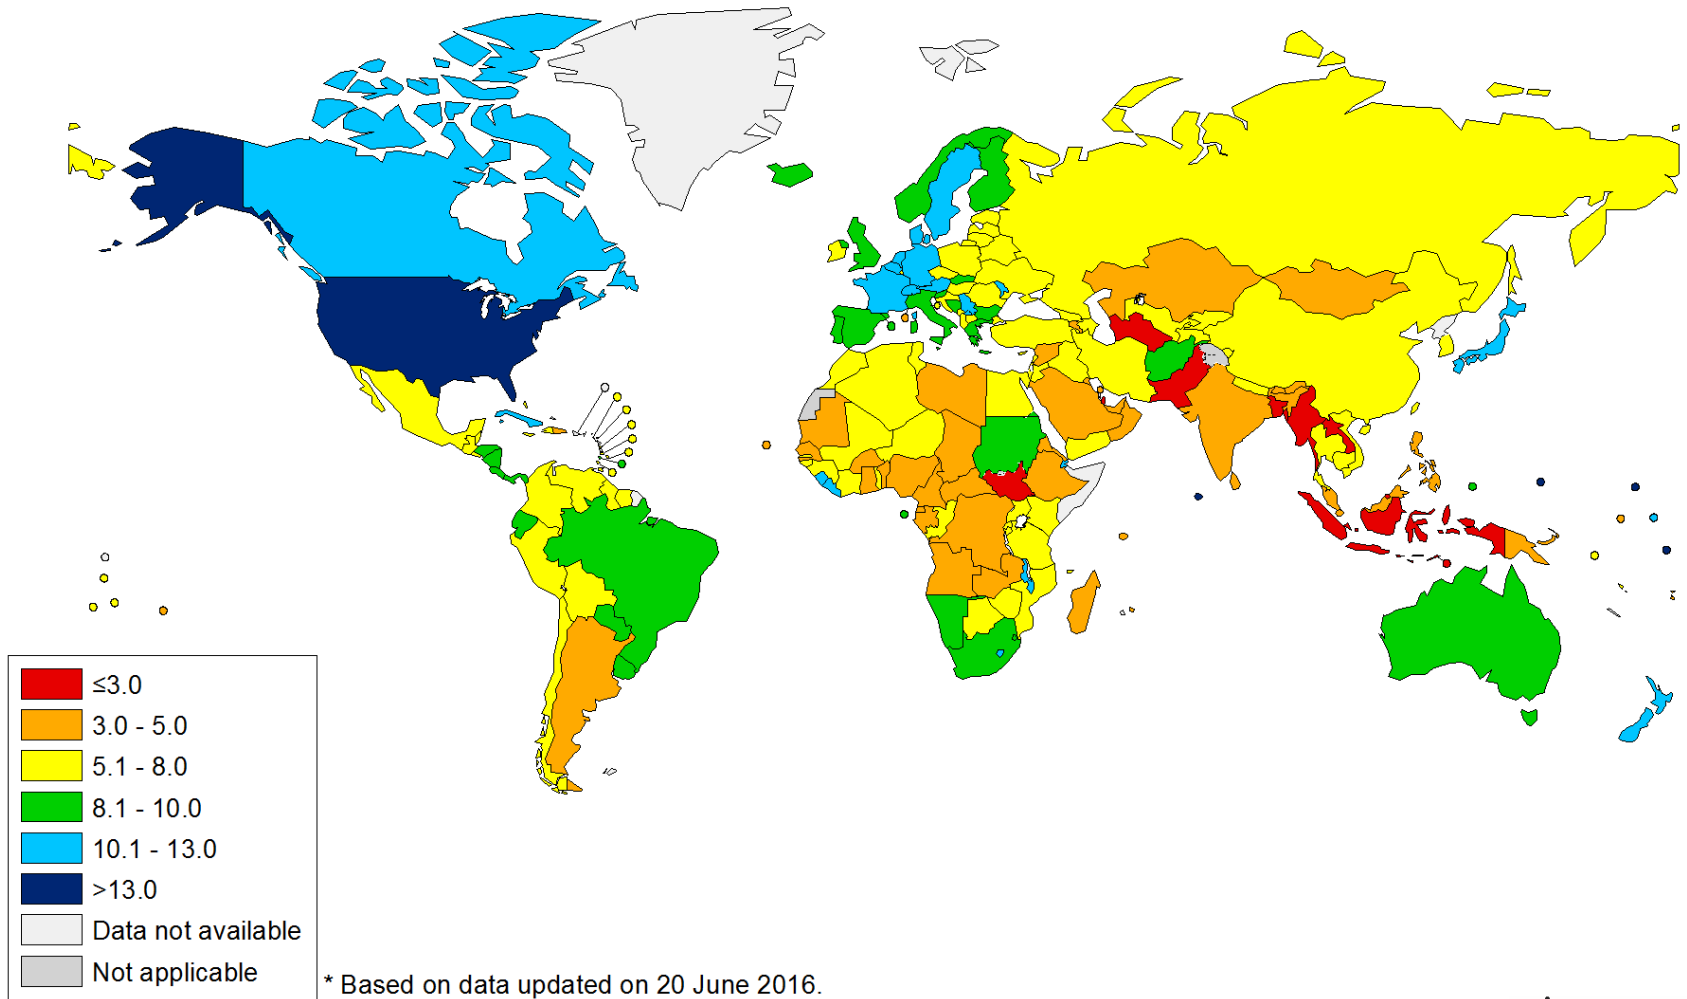 ≤3.0
3.0 - 5.0
5.1 - 8.0
8.1 - 10.0
10.1 - 13.0
>13.0
Data not available
Not applicable
* Based on data updated on 20 June 2016.